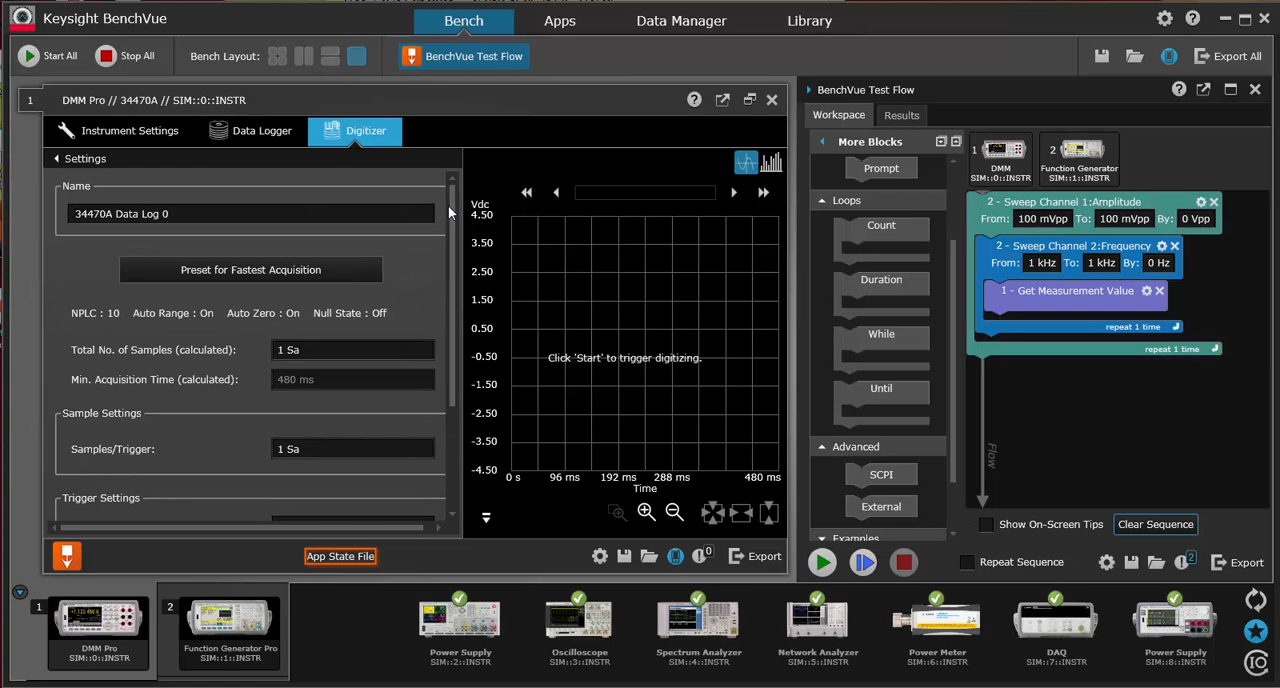 Keysight BenchVue
Bench
Apps
Data Manager
Library
Start All
Stop All
Bench Layout:
BenchVue Test Flow
Export All
1
DMM Pro // 34470A // SIM::0::INSTR
Instrument Settings
Data Logger
Digitizer
Settings
Name
34470A Data Log 0
Preset for Fastest Acquisition
NPLC : 10 Auto Range : On Auto Zero : On Null State : Off
Total No. of Samples (calculated):
1 Sa
Min. Acquisition Time (calculated):
480 ms
Sample Settings
Samples/Trigger:
1 Sa
Trigger Settings
Vdc
4.50
3.50
2.50
1.50
0.50
-0.50
-1.50
-2.50
-3.50
-4.50
Click 'Start' to trigger digitizing.
0 s 96 ms 192 ms 288 ms 480 ms
Time
App State File
0
Export
BenchVue Test Flow
Workspace
Results
More Blocks
Prompt
Loops
Count
Duration
While
Until
Advanced
SCPI
External
Examples
1
DMM
SIM::0::INSTR
2
Function Generator
SIM::1::INSTR
2 - Sweep Channel 1:Amplitude
From: 100 mVpp To: 100 mVpp By: 0 Vpp
2 - Sweep Channel 2:Frequency
From: 1 kHz To: 1 kHz By: 0 Hz
1 - Get Measurement Value
repeat 1 time
repeat 1 time
Flow
Show On-Screen Tips
Clear Sequence
Repeat Sequence
2
Export
1
DMM Pro
SIM::0::INSTR
2
Function Generator Pro
SIM::1::INSTR
Power Supply
SIM::2::INSTR
Oscilloscope
SIM::3::INSTR
Spectrum Analyzer
SIM::4::INSTR
Network Analyzer
SIM::5::INSTR
Power Meter
SIM::6::INSTR
DAQ
SIM::7::INSTR
Power Supply
SIM::8::INSTR
IO